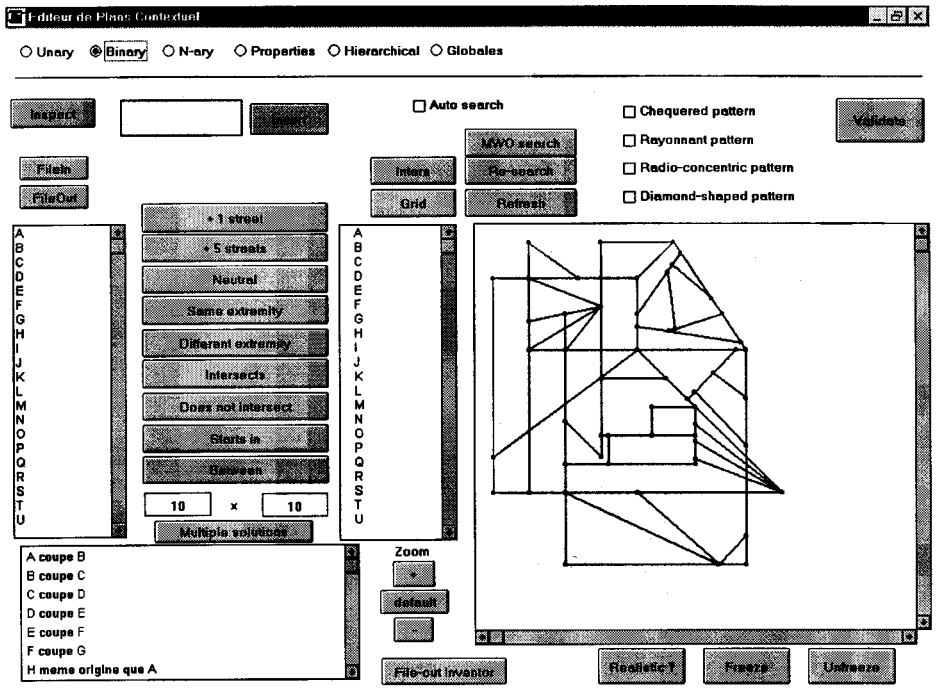 Editeur de Plans Contextuel
Unary Binary N-ary Properties Hierarchical Globales
Inspect
Auto search
Chequered pattern
Validate
MWO search
Rayonnant pattern
FileIn
Inters
Re-search
Radio-concentric pattern
FileOut
Grid
Refresh
Diamond-shaped pattern
+ 1 street
+ 5 streets
Neutral
Same extremity
Different extremity
Intersects
Does not intersect
Starts in
Between
10 x 10
Multiple solutions
A
B
C
D
E
F
G
H
I
J
K
L
M
N
O
P
Q
R
S
T
U
A
B
C
D
E
F
G
H
I
J
K
L
M
N
O
P
Q
R
S
T
U
A coupe B
B coupe C
C coupe D
D coupe E
E coupe F
F coupe G
H meme origine que A
Zoom
+
default
-
File-out Inventor
Realistic ?
Freeze
Unfreeze